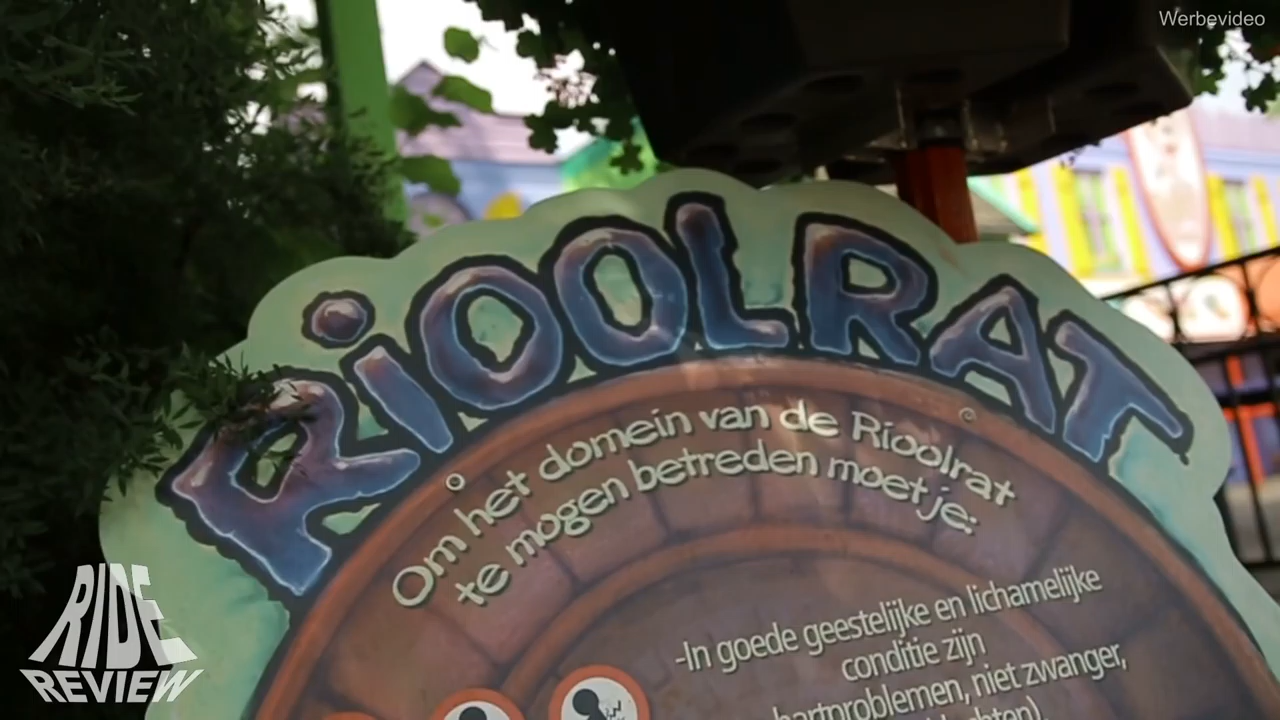 Werbevideo
RiOOLRAT
Om het domein van de Rioolrat
te mogen betreden moet je:
-In goede geestelijke en lichamelijke
conditie zijn
hartproblemen, niet zwanger,
RIDE
REVIEW